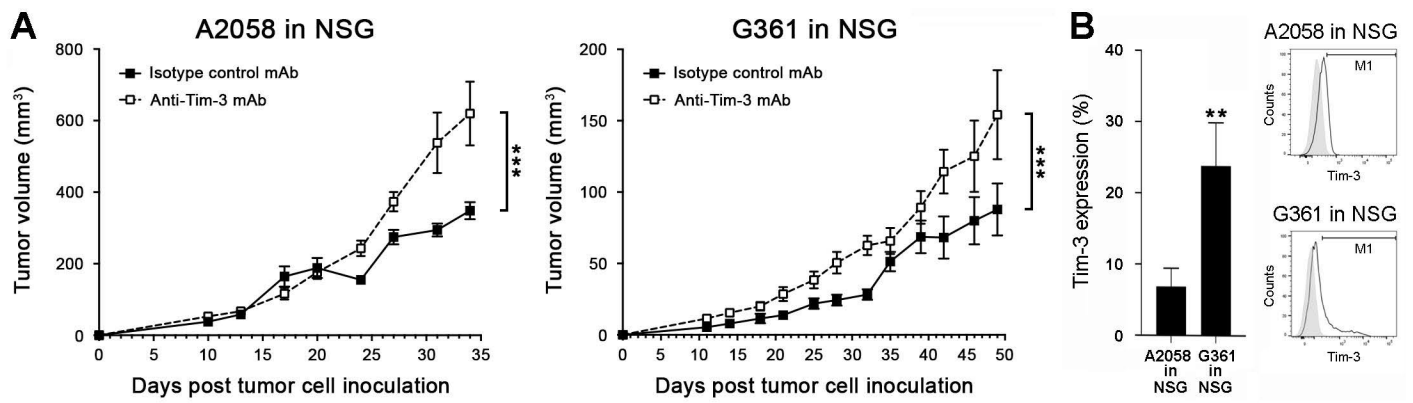 A
A2058 in NSG
Tumor volume (mm³)
800
600
400
200
0
Isotype control mAb
Anti-Tim-3 mAb
***
0 5 10 15 20 25 30 35
Days post tumor cell inoculation
G361 in NSG
Tumor volume (mm³)
200
150
100
50
0
Isotype control mAb
Anti-Tim-3 mAb
***
0 5 10 15 20 25 30 35 40 45 50
Days post tumor cell inoculation
B
Tim-3 expression (%)
40
30
20
10
0
**
A2058
in
NSG
G361
in
NSG
A2058 in NSG
M1
Counts
Tim-3
G361 in NSG
M1
Counts
Tim-3